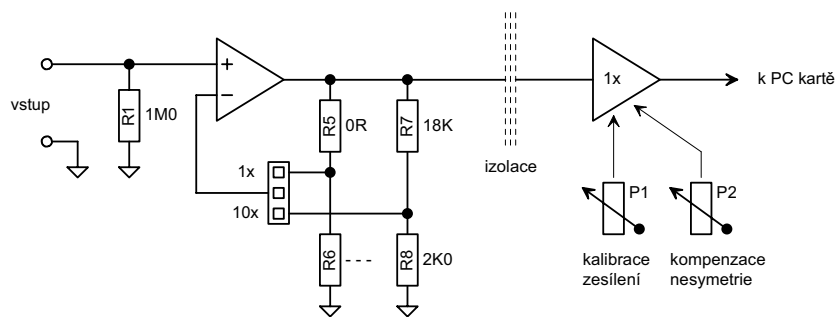 vstup
R1
1M0
+
−
1x
10x
R5
0R
R7
18K
R6
- - -
R8
2K0
izolace
1x
k PC kartě
P1
P2
kalibrace
zesílení
kompenzace
nesymetrie